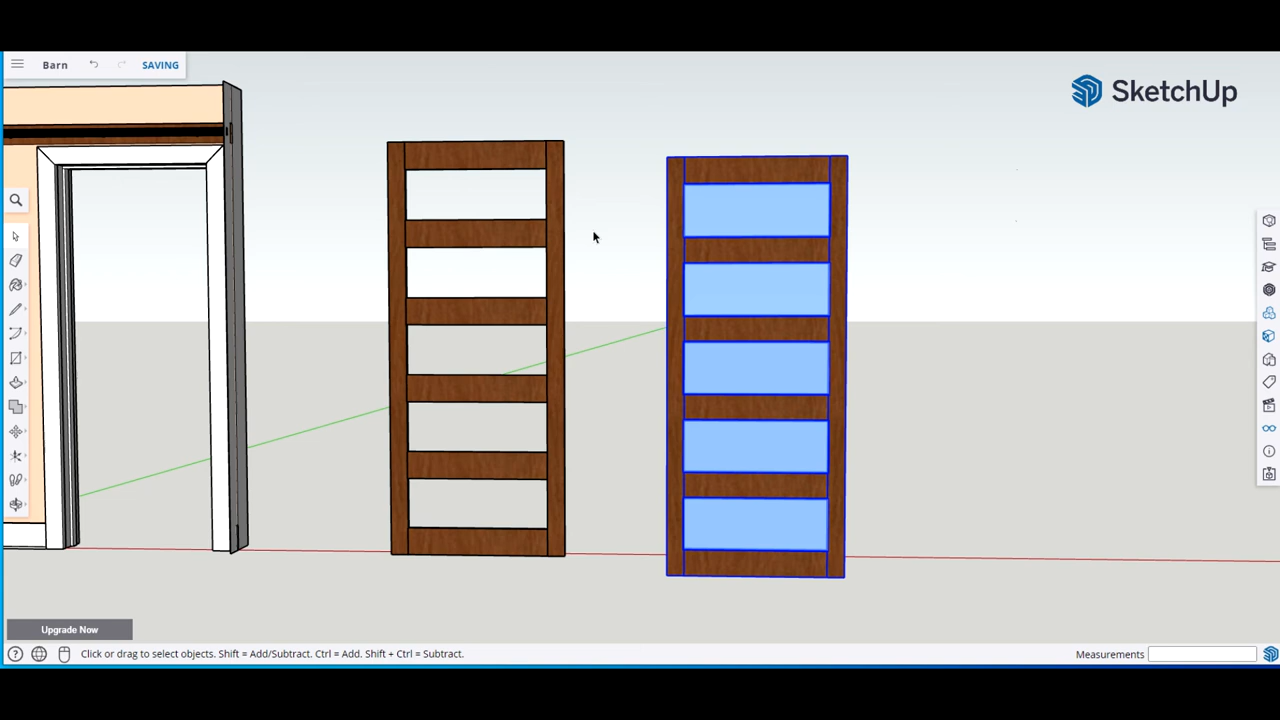 Barn
SAVING
SketchUp
Upgrade Now
Click or drag to select objects. Shift = Add/Subtract. Ctrl = Add. Shift + Ctrl = Subtract.
Measurements